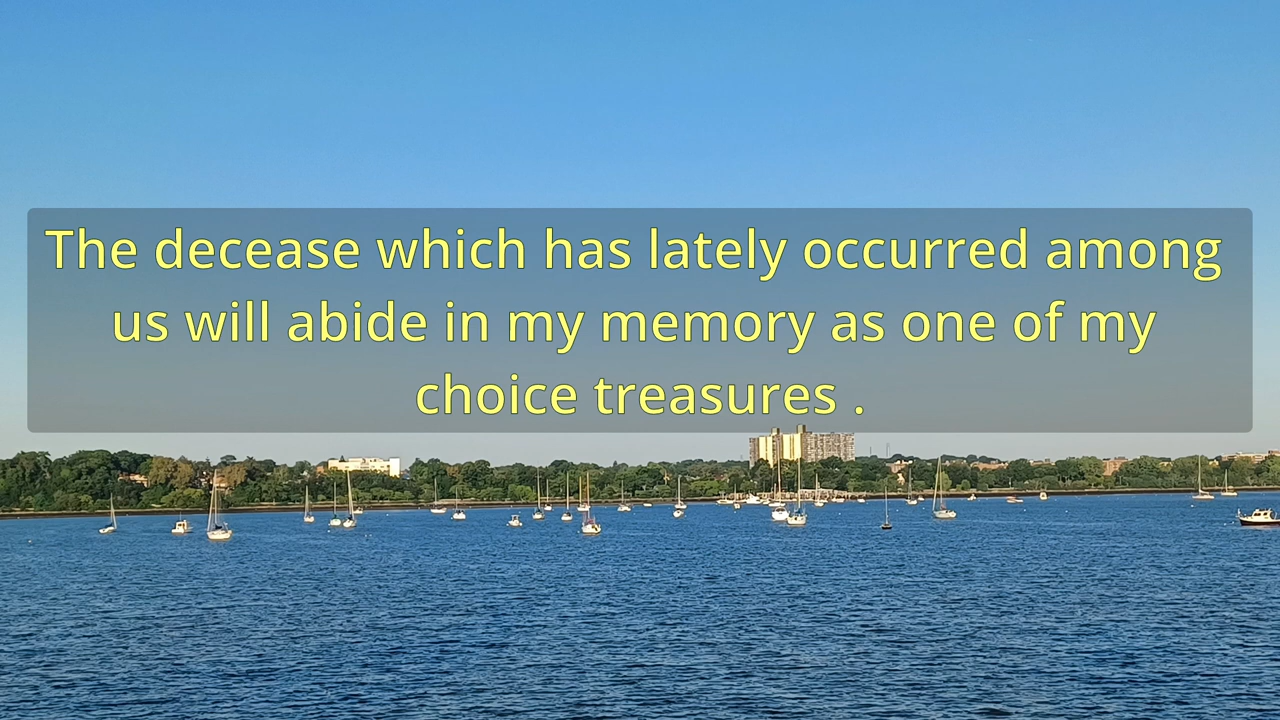 The decease which has lately occurred among
us will abide in my memory as one of my
choice treasures .